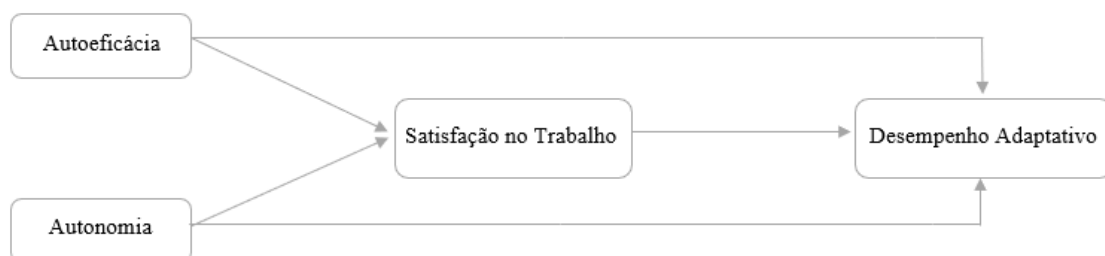 Autoeficácia
Satisfação no Trabalho
Desempenho Adaptativo
Autonomia